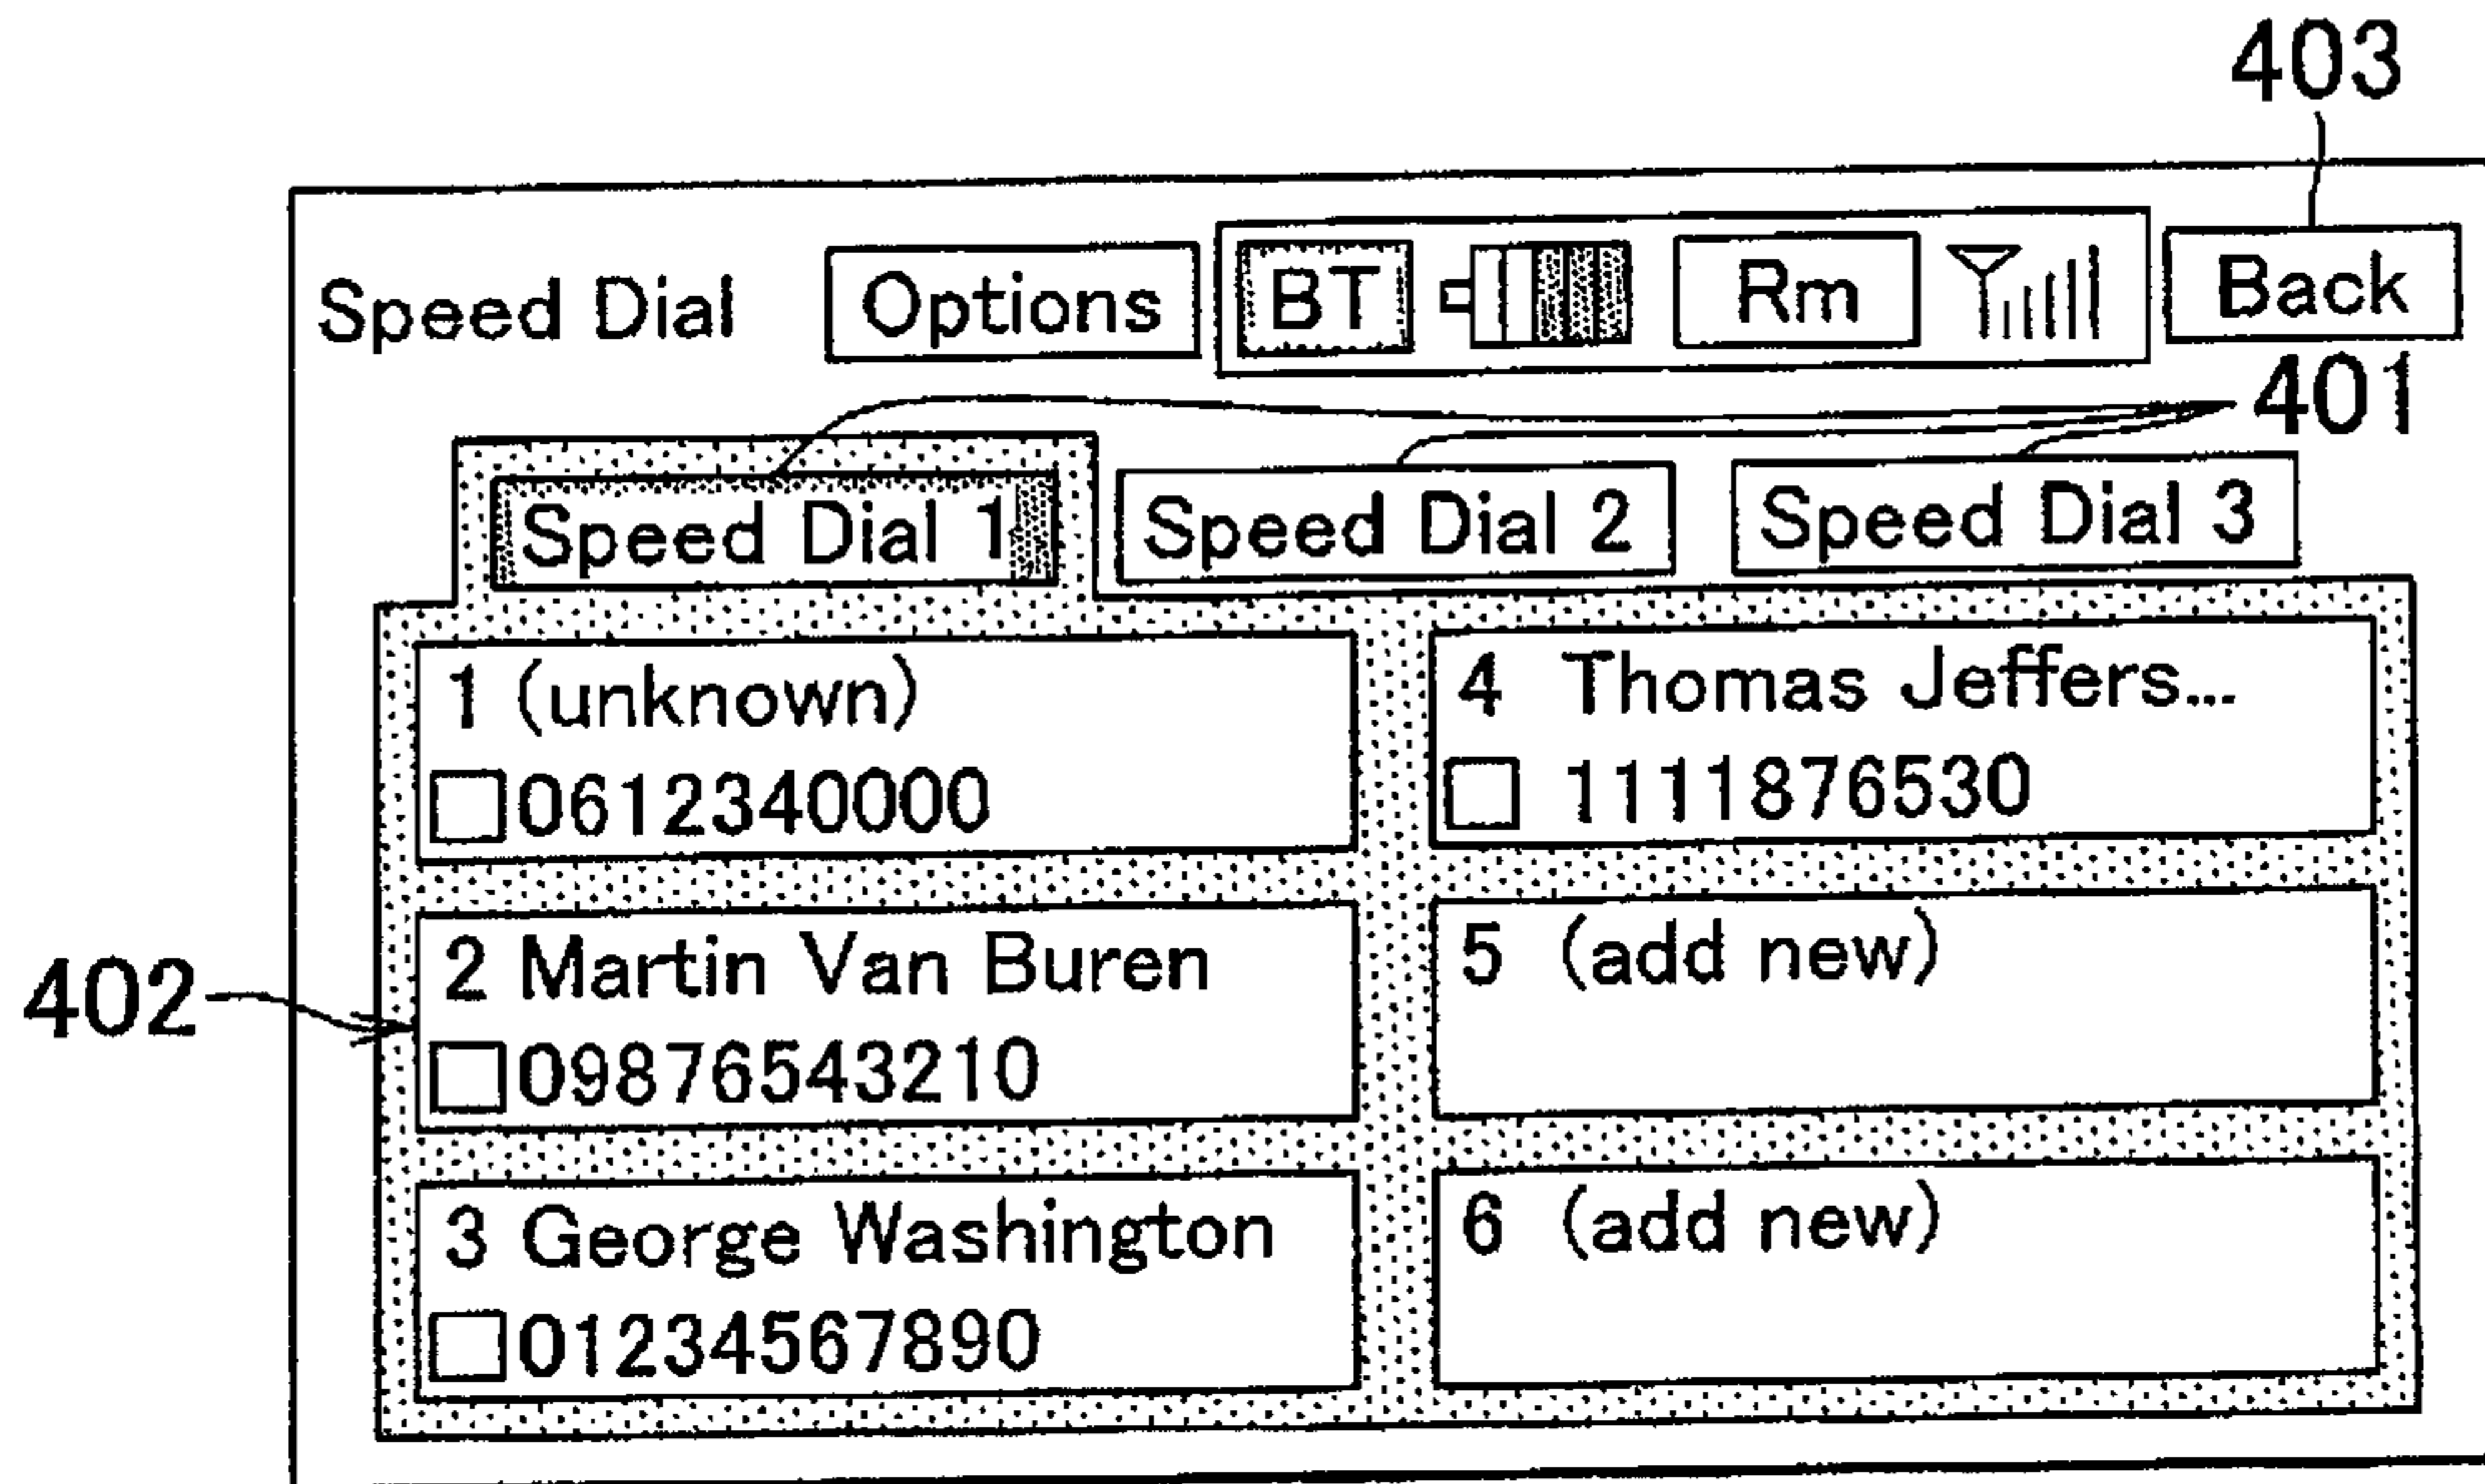 403
Speed Dial Options BT Rm Back
401
Speed Dial 1 Speed Dial 2 Speed Dial 3
1 (unknown)
0612340000
4 Thomas Jeffers...
1111876530
402
2 Martin Van Buren
09876543210
5 (add new)
3 George Washington
01234567890
6 (add new)